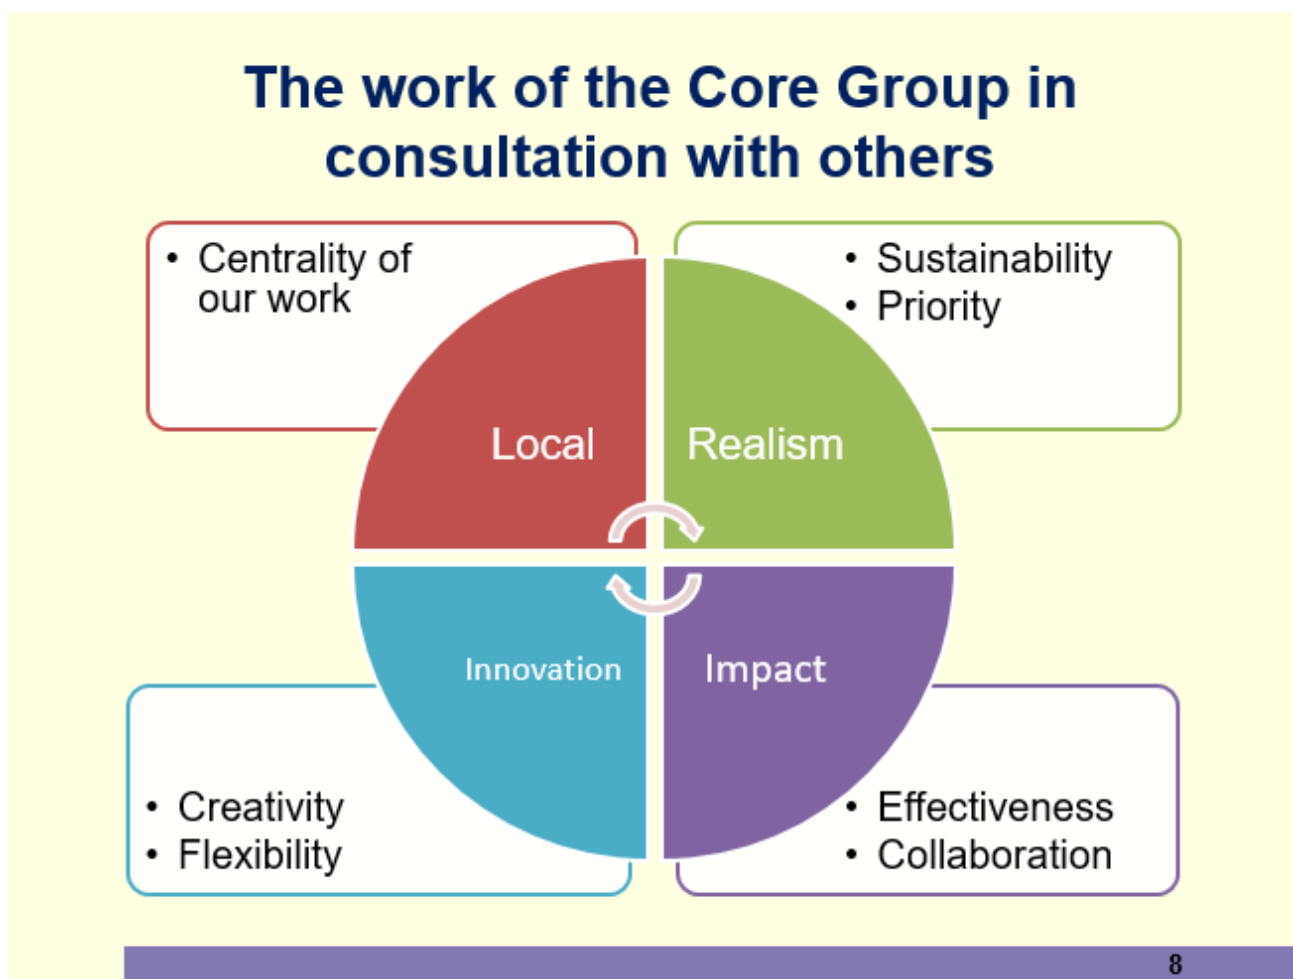 The work of the Core Group in
consultation with others
• Centrality of
our work
• Sustainability
• Priority
Local
Realism
Innovation
Impact
• Creativity
• Flexibility
• Effectiveness
• Collaboration
8